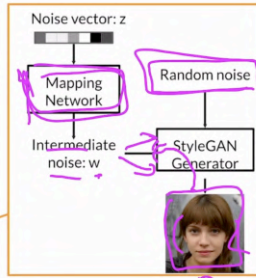 Noise vector: z
Mapping
Network
Intermediate
noise: w
Random noise
StyleGAN
Generator